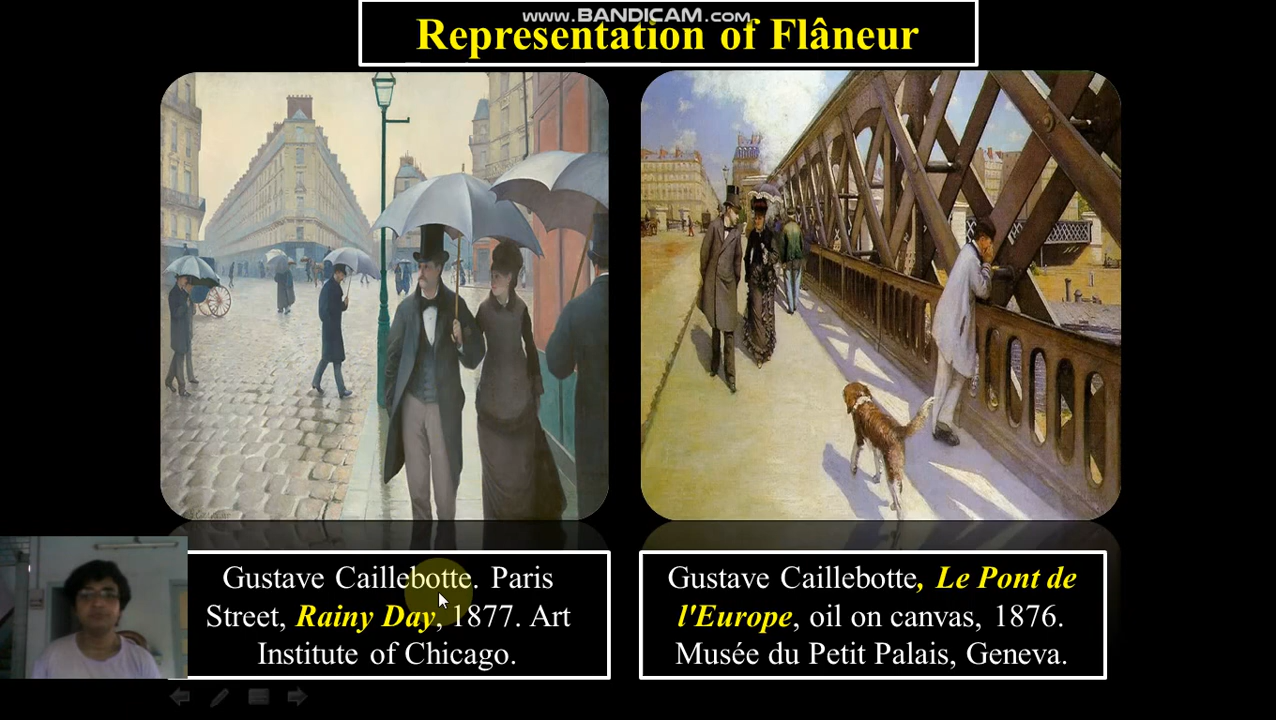 www.BANDICAM.com
Representation of Flâneur
Gustave Caillebotte. Paris
Street, Rainy Day, 1877. Art
Institute of Chicago.
Gustave Caillebotte, Le Pont de
l'Europe, oil on canvas, 1876.
Musée du Petit Palais, Geneva.